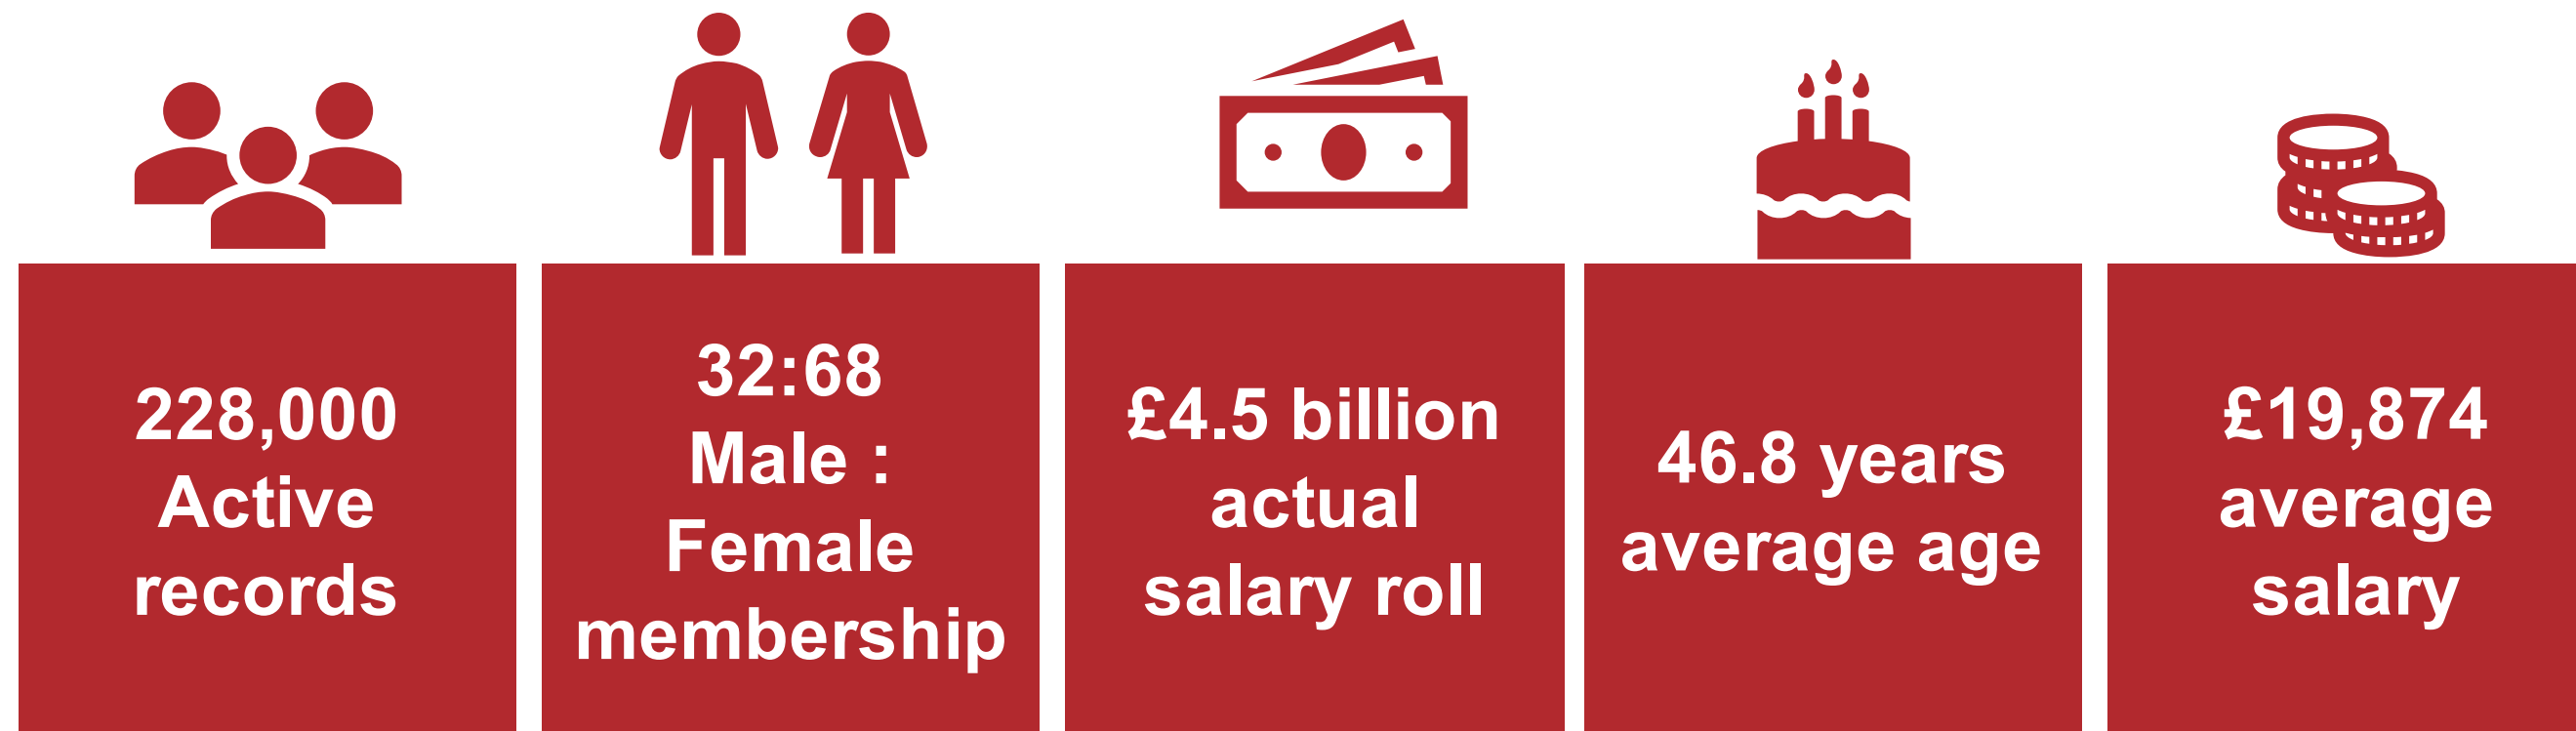 228,000
Active
records
32:68
Male :
Female
membership
£4.5 billion
actual
salary roll
46.8 years
average age
£19,874
average
salary